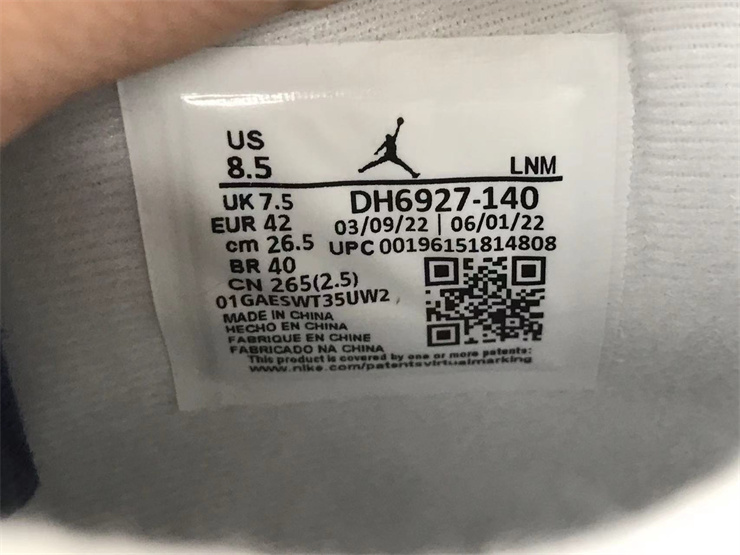 US
8.5
LNM
UK 7.5
DH6927-140
EUR 42
03/09/22 | 06/01/22
cm 26.5
UPC 00196151814808
BR 40
CN 265(2.5)
01GAESWT35UW2
MADE IN CHINA
HECHO EN CHINA
FABRIQUE EN CHINE
FABRICADO NA CHINA
This product is covered by one or more patents:
www.nike.com/patentsvirtualmarking